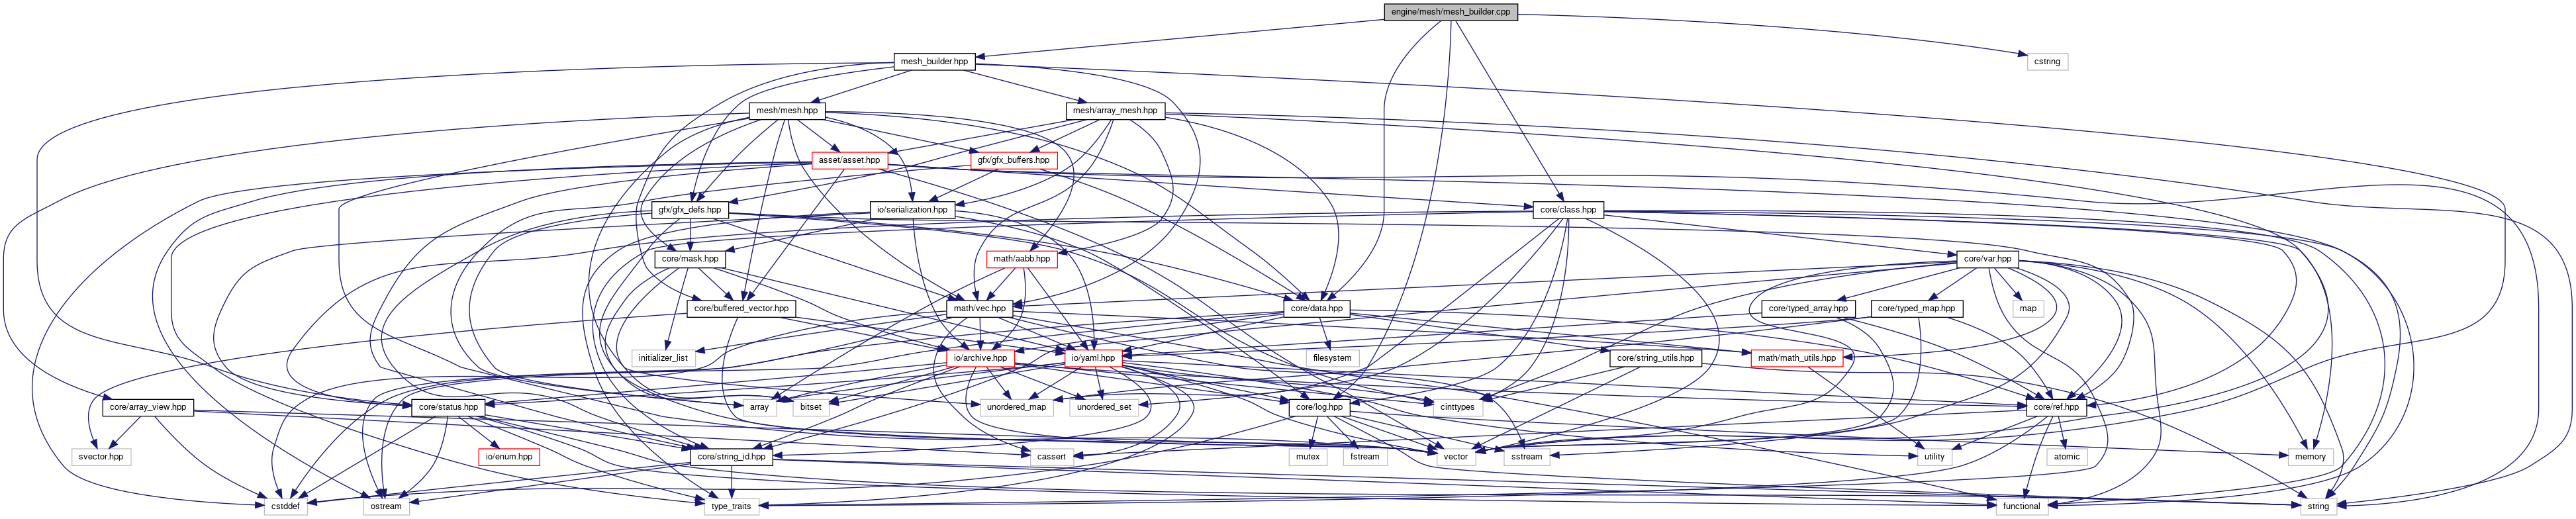 engine/mesh/mesh_builder.cpp
mesh_builder.hpp
cstring
mesh/mesh.hpp
mesh/array_mesh.hpp
asset/asset.hpp
gfx/gfx_buffers.hpp
gfx/gfx_defs.hpp
io/serialization.hpp
core/class.hpp
core/mask.hpp
math/aabb.hpp
core/var.hpp
core/buffered_vector.hpp
math/vec.hpp
core/data.hpp
core/typed_array.hpp
core/typed_map.hpp
map
initializer_list
io/archive.hpp
io/yaml.hpp
filesystem
core/string_utils.hpp
math/math_utils.hpp
core/array_view.hpp
core/status.hpp
array
bitset
unordered_map
unordered_set
core/log.hpp
cinttypes
core/ref.hpp
svector.hpp
io/enum.hpp
core/string_id.hpp
cassert
mutex
fstream
vector
sstream
utility
atomic
memory
cstddef
ostream
type_traits
functional
string